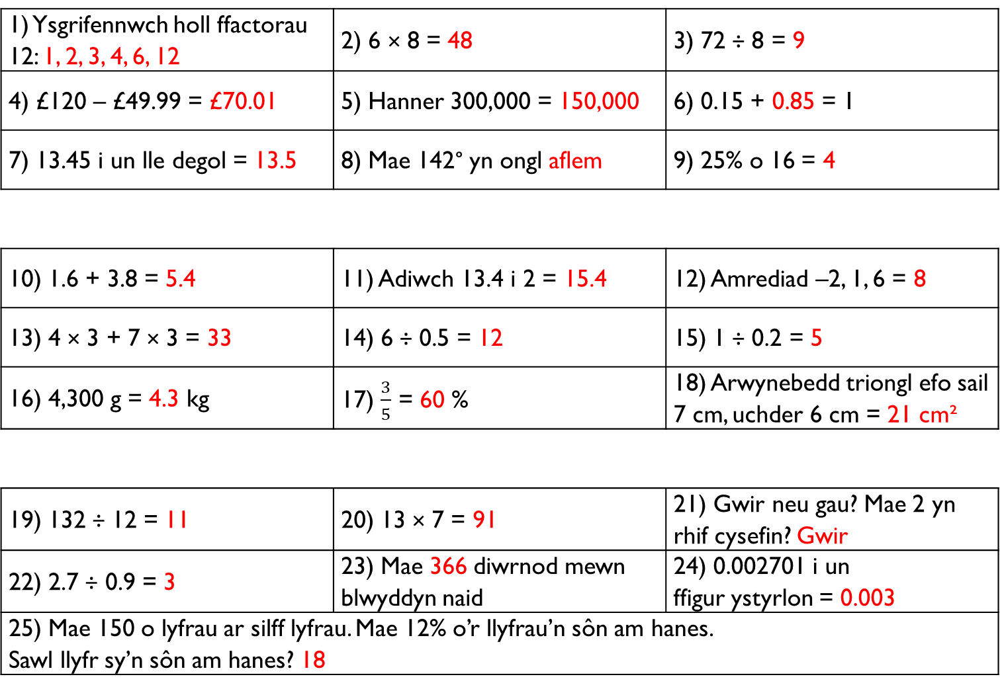 1) Ysgrifennwch holl ffactorau
12: 1, 2, 3, 4, 6, 12
2) 6 × 8 = 48
3) 72 ÷ 8 = 9
4) £120 – £49.99 = £70.01
5) Hanner 300,000 = 150,000
6) 0.15 + 0.85 = 1
7) 13.45 i un lle degol = 13.5
8) Mae 142° yn ongl aflem
9) 25% o 16 = 4
10) 1.6 + 3.8 = 5.4
11) Adiwch 13.4 i 2 = 15.4
12) Amrediad –2, 1, 6 = 8
13) 4 × 3 + 7 × 3 = 33
14) 6 ÷ 0.5 = 12
15) 1 ÷ 0.2 = 5
16) 4,300 g = 4.3 kg
17) 3/5 = 60 %
18) Arwynebedd triongl efo sail
7 cm, uchder 6 cm = 21 cm²
19) 132 ÷ 12 = 11
20) 13 × 7 = 91
21) Gwir neu gau? Mae 2 yn
rhif cysefin? Gwir
22) 2.7 ÷ 0.9 = 3
23) Mae 366 diwrnod mewn
blwyddyn naid
24) 0.002701 i un
ffigur ystyrlon = 0.003
25) Mae 150 o lyfrau ar silff lyfrau. Mae 12% o’r llyfrau’n sôn am hanes.
Sawl llyfr sy’n sôn am hanes? 18